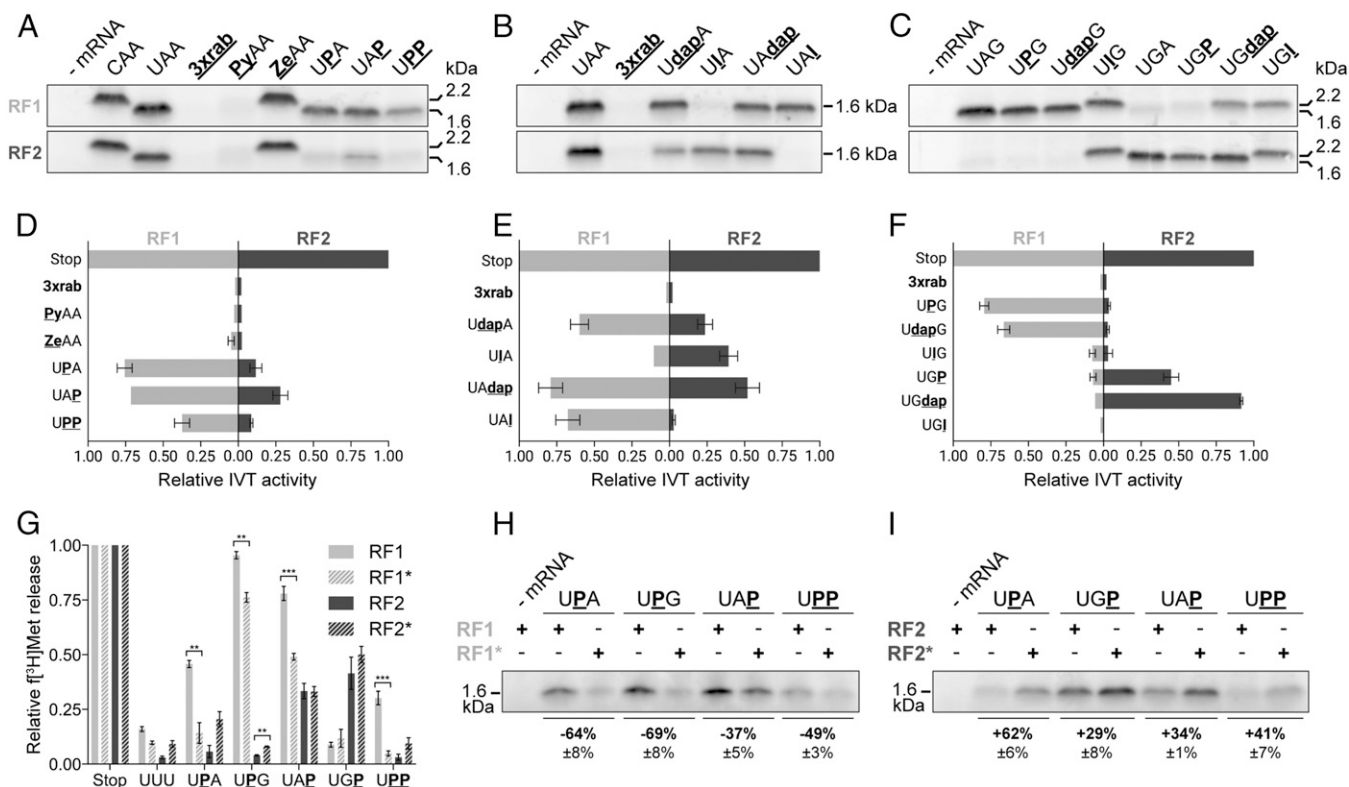 A
- mRNA CAA UAA 3xrab PyAA ZeAA UPA UAP UPP kDa
RF1 2.2 1.6
RF2 2.2 1.6
B
- mRNA UAA 3xrab UdapA UIA UAdap UAI
RF1 1.6 kDa
RF2 1.6 kDa
C
- mRNA UAG UPG UdapG UIG UGA UGP UGdap UGI kDa
RF1 2.2 1.6
RF2 2.2 1.6
D
RF1 RF2
Stop
3xrab
PyAA
ZeAA
UPA
UAP
UPP
1.00 0.75 0.50 0.25 0 0.25 0.50 0.75 1.00
Relative IVT activity
E
RF1 RF2
Stop
3xrab
UdapA
UIA
UAdap
UAI
1.00 0.75 0.50 0.25 0 0.25 0.50 0.75 1.00
Relative IVT activity
F
RF1 RF2
Stop
3xrab
UPG
UdapG
UIG
UGP
UGdap
UGI
1.00 0.75 0.50 0.25 0 0.25 0.50 0.75 1.00
Relative IVT activity
G
Relative f[³H]Met release
1.00
0.75
0.50
0.25
0.00
** ** ** *** ***
RF1
RF1*
RF2
RF2*
Stop UUU UPA UPG UAP UGP UPP
H
- mRNA UPA UPG UAP UPP
RF1 + + - + - + - + -
RF1* - - + - + - + - +
1.6
kDa
-64% -69% -37% -49%
±8% ±8% ±5% ±3%
I
- mRNA UPA UGP UAP UPP
RF2 + + - + - + - + -
RF2* - - + - + - + - +
1.6
kDa
+62% +29% +34% +41%
±6% ±8% ±1% ±7%